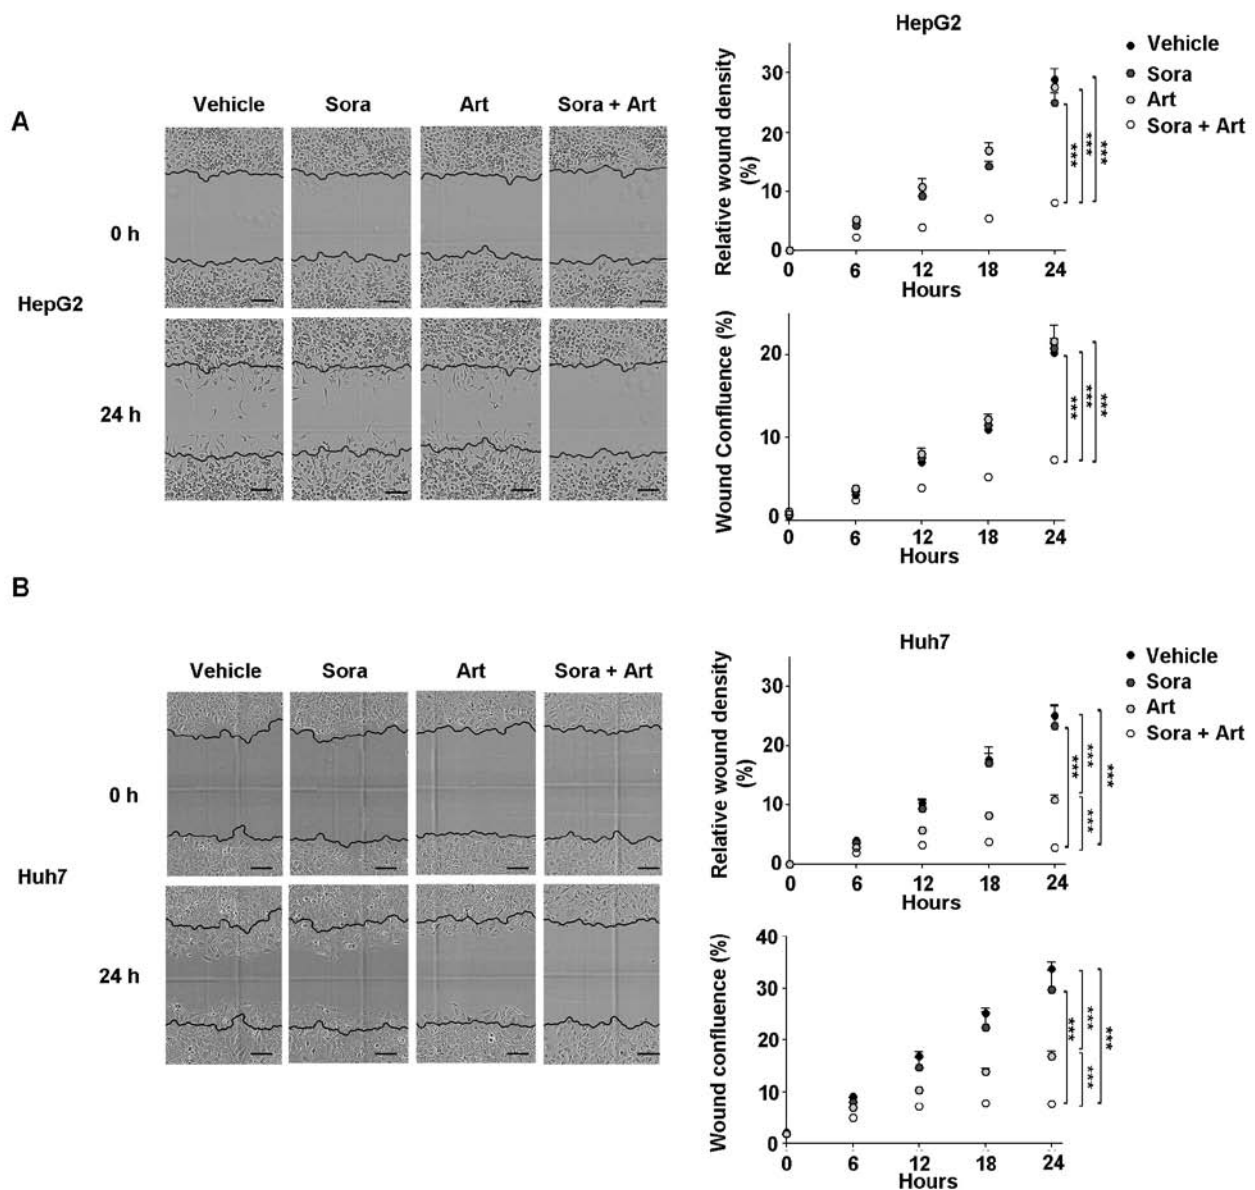 A
Vehicle Sora Art Sora + Art
0 h
HepG2
24 h
HepG2
Relative wound density
(%)
30
20
10
0
0 6 12 18 24
Hours
Vehicle
Sora
Art
Sora + Art
***
***
***
Wound Confluence (%)
20
10
0
0 6 12 18 24
Hours
***
***
***
B
Vehicle Sora Art Sora + Art
0 h
Huh7
24 h
Huh7
Relative wound density
(%)
30
20
10
0
0 6 12 18 24
Hours
Vehicle
Sora
Art
Sora + Art
***
***
***
***
Wound confluence (%)
40
30
20
10
0
0 6 12 18 24
Hours
***
***
***
***